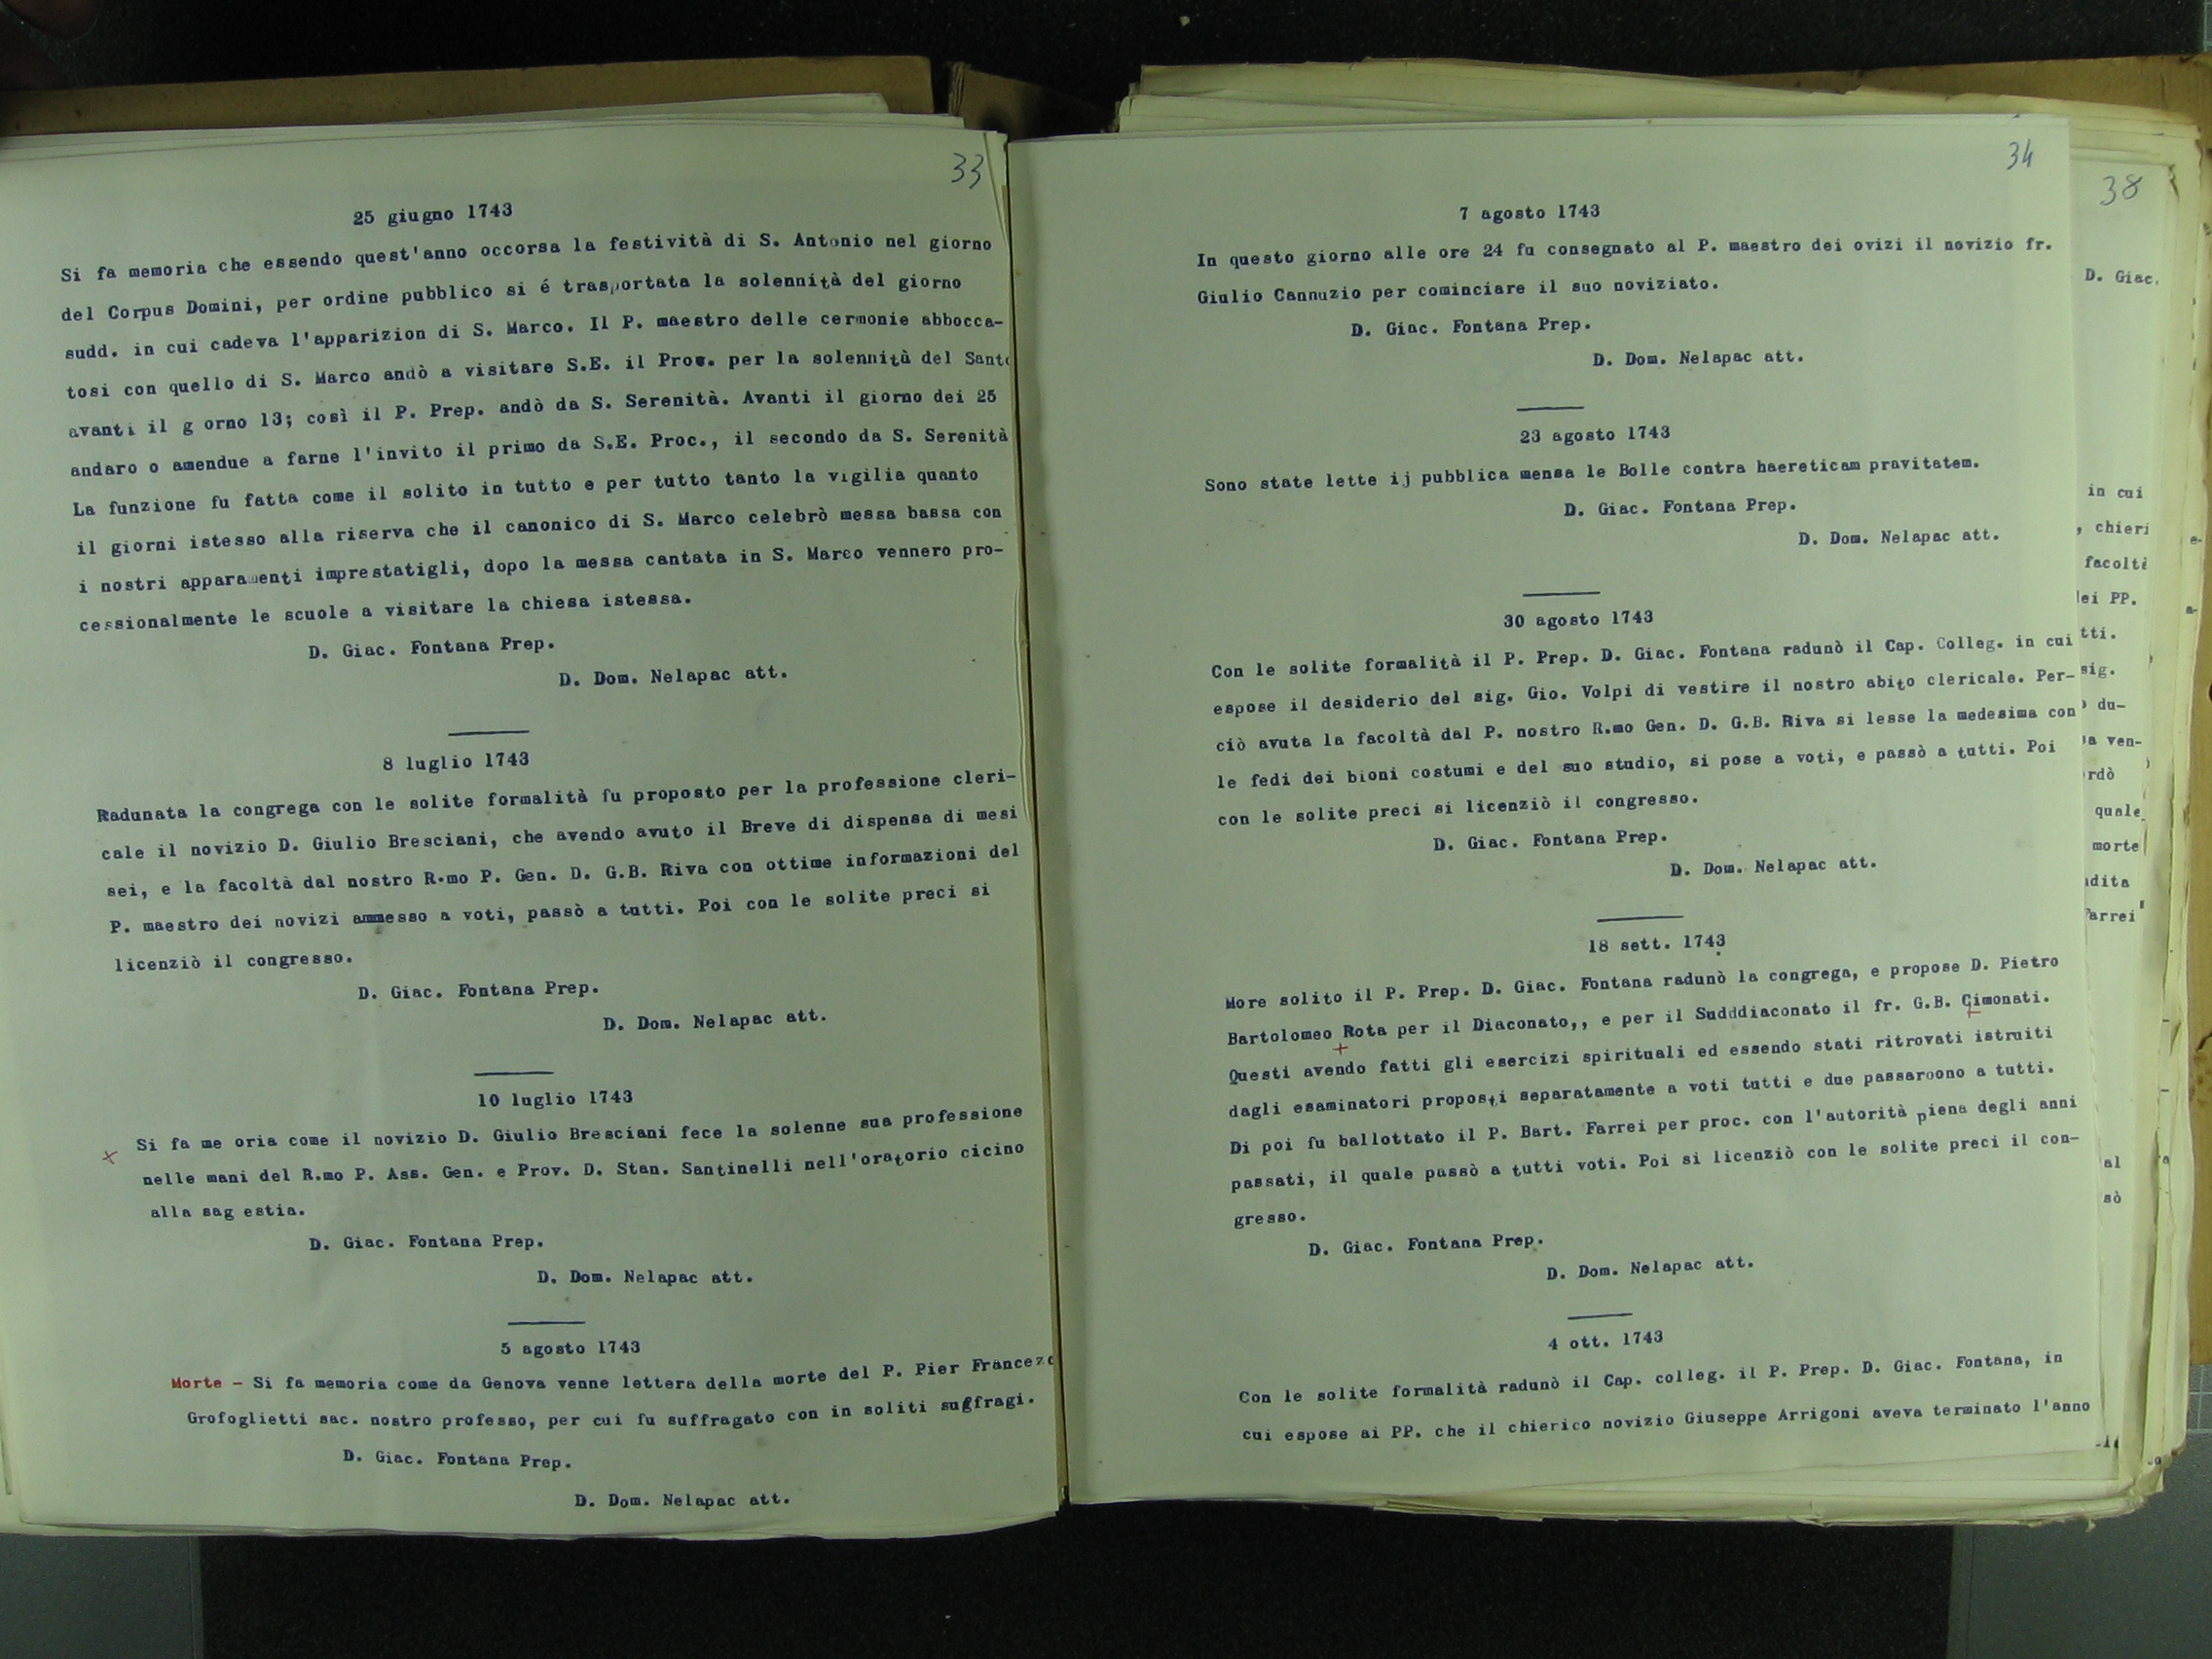 33
25 giugno 1743
Si fa memoria che essendo quest'anno occorsa la festività di S. Antonio nel giorno
del Corpus Domini, per ordine pubblico si é trasportata la solennità del giorno
sudd. in cui cadeva l'apparizion di S. Marco. Il P. maestro delle cermonie abbocca-
tosi con quello di S. Marco andò a visitare S.E. il Proc. per la solennità del Santo
avanti il g orno 13; così il P. Prep. andò da S. Serenità. Avanti il giorno dei 25
andaro o amendue a farne l'invito il primo da S.E. Proc., il secondo da S. Serenità
La funzione fu fatta come il solito in tutto e per tutto tanto la vigilia quanto
il giorni istesso alla riserva che il canonico di S. Marco celebrò messa bassa con
i nostri apparamenti imprestatigli, dopo la messa cantata in S. Marco vennero pro-
cessionalmente le scuole a visitare la chiesa istessa.
D. Giac. Fontana Prep.
D. Dom. Nelapac att.
8 luglio 1743
Radunata la congrega con le solite formalità fu proposto per la professione cleri-
cale il novizio D. Giulio Bresciani, che avendo avuto il Breve di dispensa di mesi
sei, e la facoltà dal nostro R.mo P. Gen. D. G.B. Riva con ottime informazioni del
P. maestro dei novizi ammesso a voti, passò a tutti. Poi con le solite preci si
licenziò il congresso.
D. Giac. Fontana Prep.
D. Dom. Nelapac att.
10 luglio 1743
Si fa me oria come il novizio D. Giulio Bresciani fece la solenne sua professione
nelle mani del R.mo P. Ass. Gen. e Prov. D. Stan. Santinelli nell'oratorio cicino
alla sag estia.
D. Giac. Fontana Prep.
D. Dom. Nelapac att.
5 agosto 1743
Morte - Si fa memoria come da Genova venne lettera della morte del P. Pier Francezc
Grofoglietti sac. nostro professo, per cui fu suffragato con in soliti suffragi.
D. Giac. Fontana Prep.
D. Dom. Nelapac att.
34
7 agosto 1743
In questo giorno alle ore 24 fu consegnato al P. maestro dei ovizi il novizio fr.
Giulio Cannuzio per cominciare il suo noviziato.
D. Giac. Fontana Prep.
D. Dom. Nelapac att.
23 agosto 1743
Sono state lette ij pubblica mensa le Bolle contra haereticam pravitatem.
D. Giac. Fontana Prep.
D. Dom. Nelapac att.
30 agosto 1743
Con le solite formalità il P. Prep. D. Giac. Fontana radunò il Cap. Colleg. in cui
espose il desiderio del sig. Gio. Volpi di vestire il nostro abito clericale. Per-
ciò avuta la facoltà dal P. nostro R.mo Gen. D. G.B. Riva si lesse la medesima con
le fedi dei bioni costumi e del suo studio, si pose a voti, e passò a tutti. Poi
con le solite preci si licenziò il congresso.
D. Giac. Fontana Prep.
D. Dom. Nelapac att.
18 sett. 1743
More solito il P. Prep. D. Giac. Fontana radunò la congrega, e propose D. Pietro
Bartolomeo Rota per il Diaconato,, e per il Sudddiaconato il fr. G.B. Cimonati.
Questi avendo fatti gli esercizi spirituali ed essendo stati ritrovati istruiti
dagli esaminatori proposti separatamente a voti tutti e due passaroono a tutti.
Di poi fu ballottato il P. Bart. Farrei per proc. con l'autorità piena degli anni
passati, il quale passò a tutti voti. Poi si licenziò con le solite preci il con-
gresso.
D. Giac. Fontana Prep.
D. Dom. Nelapac att.
4 ott. 1743
Con le solite formalità radunò il Cap. colleg. il P. Prep. D. Giac. Fontana, in
cui espose ai PP. che il chierico novizio Giuseppe Arrigoni aveva terminato l'anno
38
D. Giac.
in cui
, chieri
facoltà
dei PP.
tti.
sig.
du-
ven-
rdò
quale
morte
dita
Farrei
al
sò